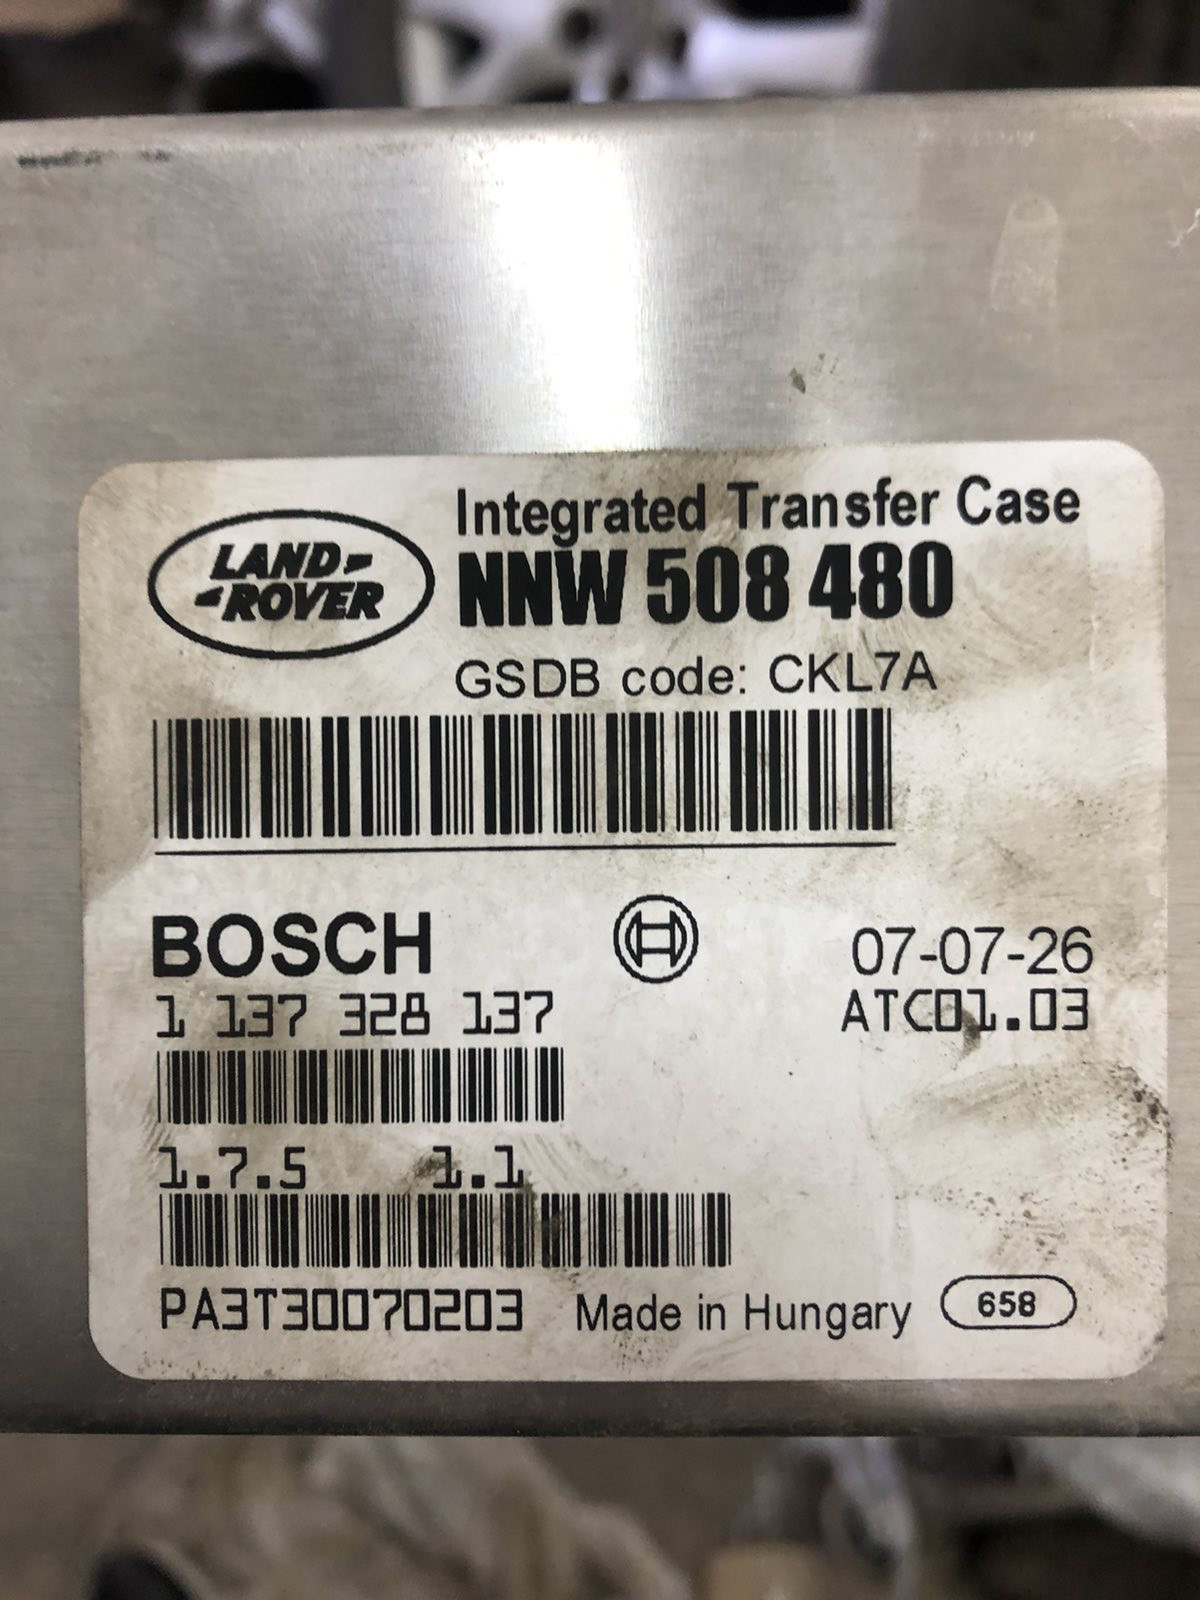 LAND-
-ROVER
Integrated Transfer Case
NNW 508 480
GSDB code: CKL7A
BOSCH
07-07-26
1 137 328 137
ATC01.03
1.7.5 1.1
PA3T30070203 Made in Hungary 658